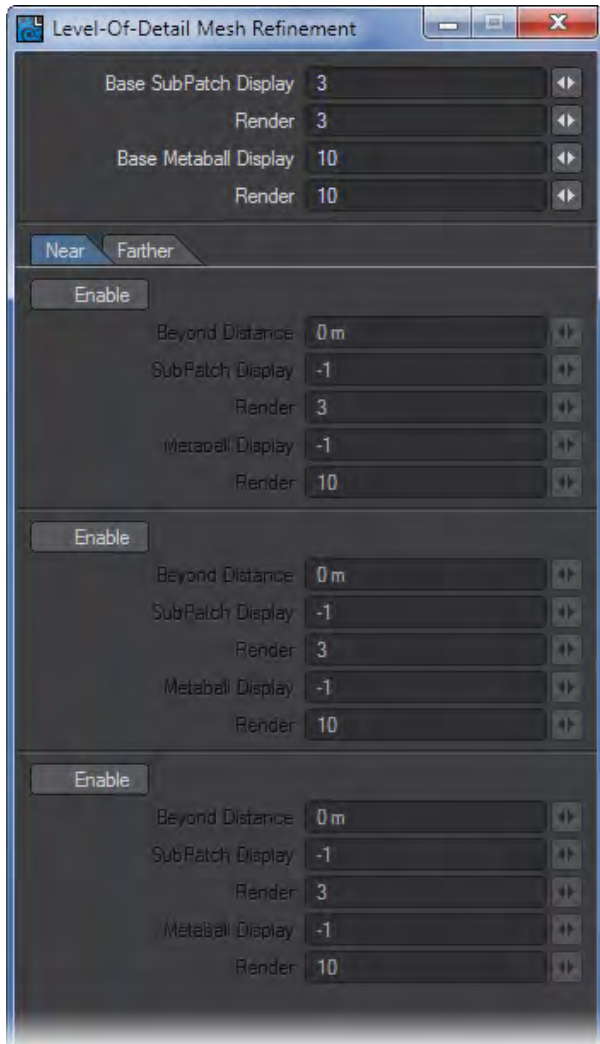 Level-Of-Detail Mesh Refinement
Base SubPatch Display 3
Render 3
Base Metaball Display 10
Render 10
Near Farther
Enable
Beyond Distance 0 m
SubPatch Display -1
Render 3
Metaball Display -1
Render 10
Enable
Beyond Distance 0 m
SubPatch Display -1
Render 3
Metaball Display -1
Render 10
Enable
Beyond Distance 0 m
SubPatch Display -1
Render 3
Metaball Display -1
Render 10